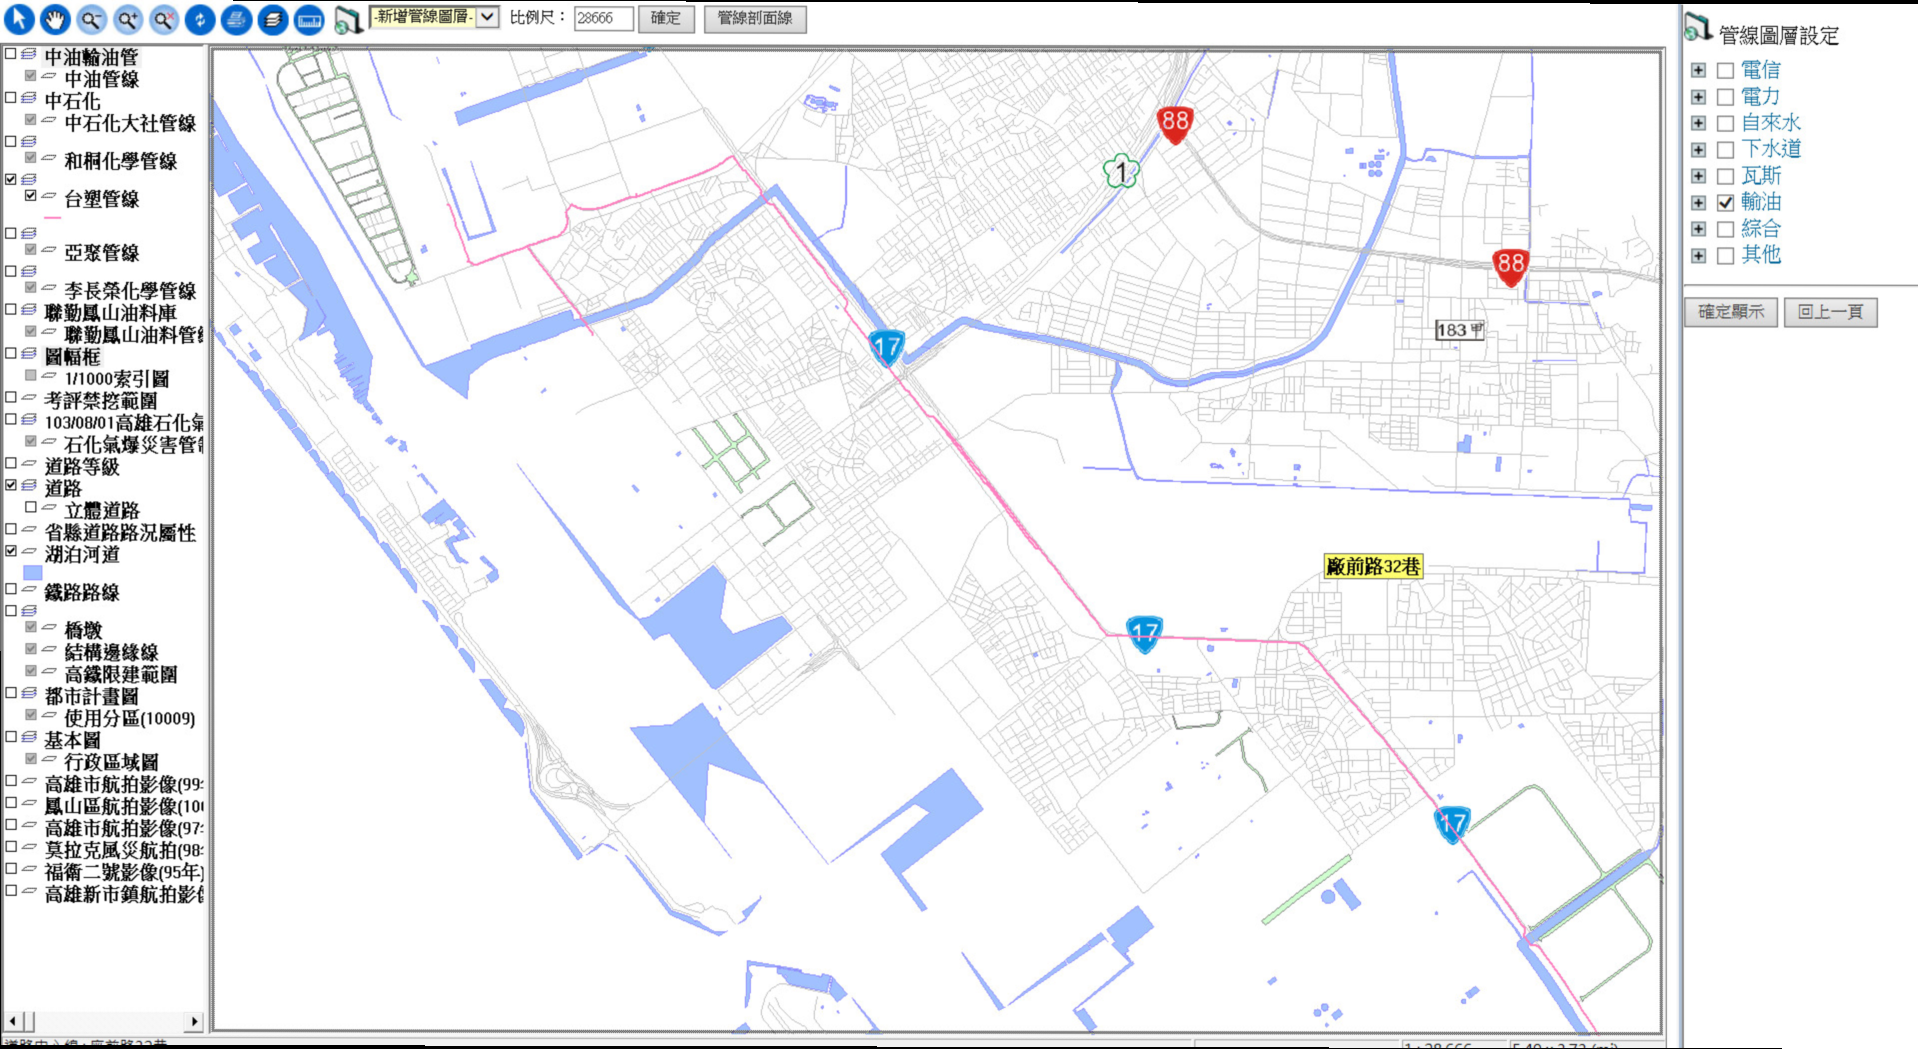 -新增管線圖層-
比例尺：
28666
確定
管線剖面線
中油輸油管
中油管線
中石化
中石化大社管線
和桐化學管線
台塑管線
亞聚管線
李長榮化學管線
聯勤鳳山油料庫
聯勤鳳山油料管
圖幅框
1/1000索引圖
考評禁挖範圍
103/08/01高雄石化氣
石化氣爆災害管
道路等級
道路
立體道路
省縣道路路況屬性
湖泊河道
鐵路路線
橋墩
結構邊緣線
高鐵限建範圍
都市計畫圖
使用分區(10009)
基本圖
行政區域圖
高雄市航拍影像(99
鳳山區航拍影像(10
高雄市航拍影像(97
莫拉克風災航拍(98
福衛二號影像(95年)
高雄新市鎮航拍影
88
1
88
183 甲
17
廠前路32巷
17
17
管線圖層設定
電信
電力
自來水
下水道
瓦斯
輸油
綜合
其他
確定顯示
回上一頁